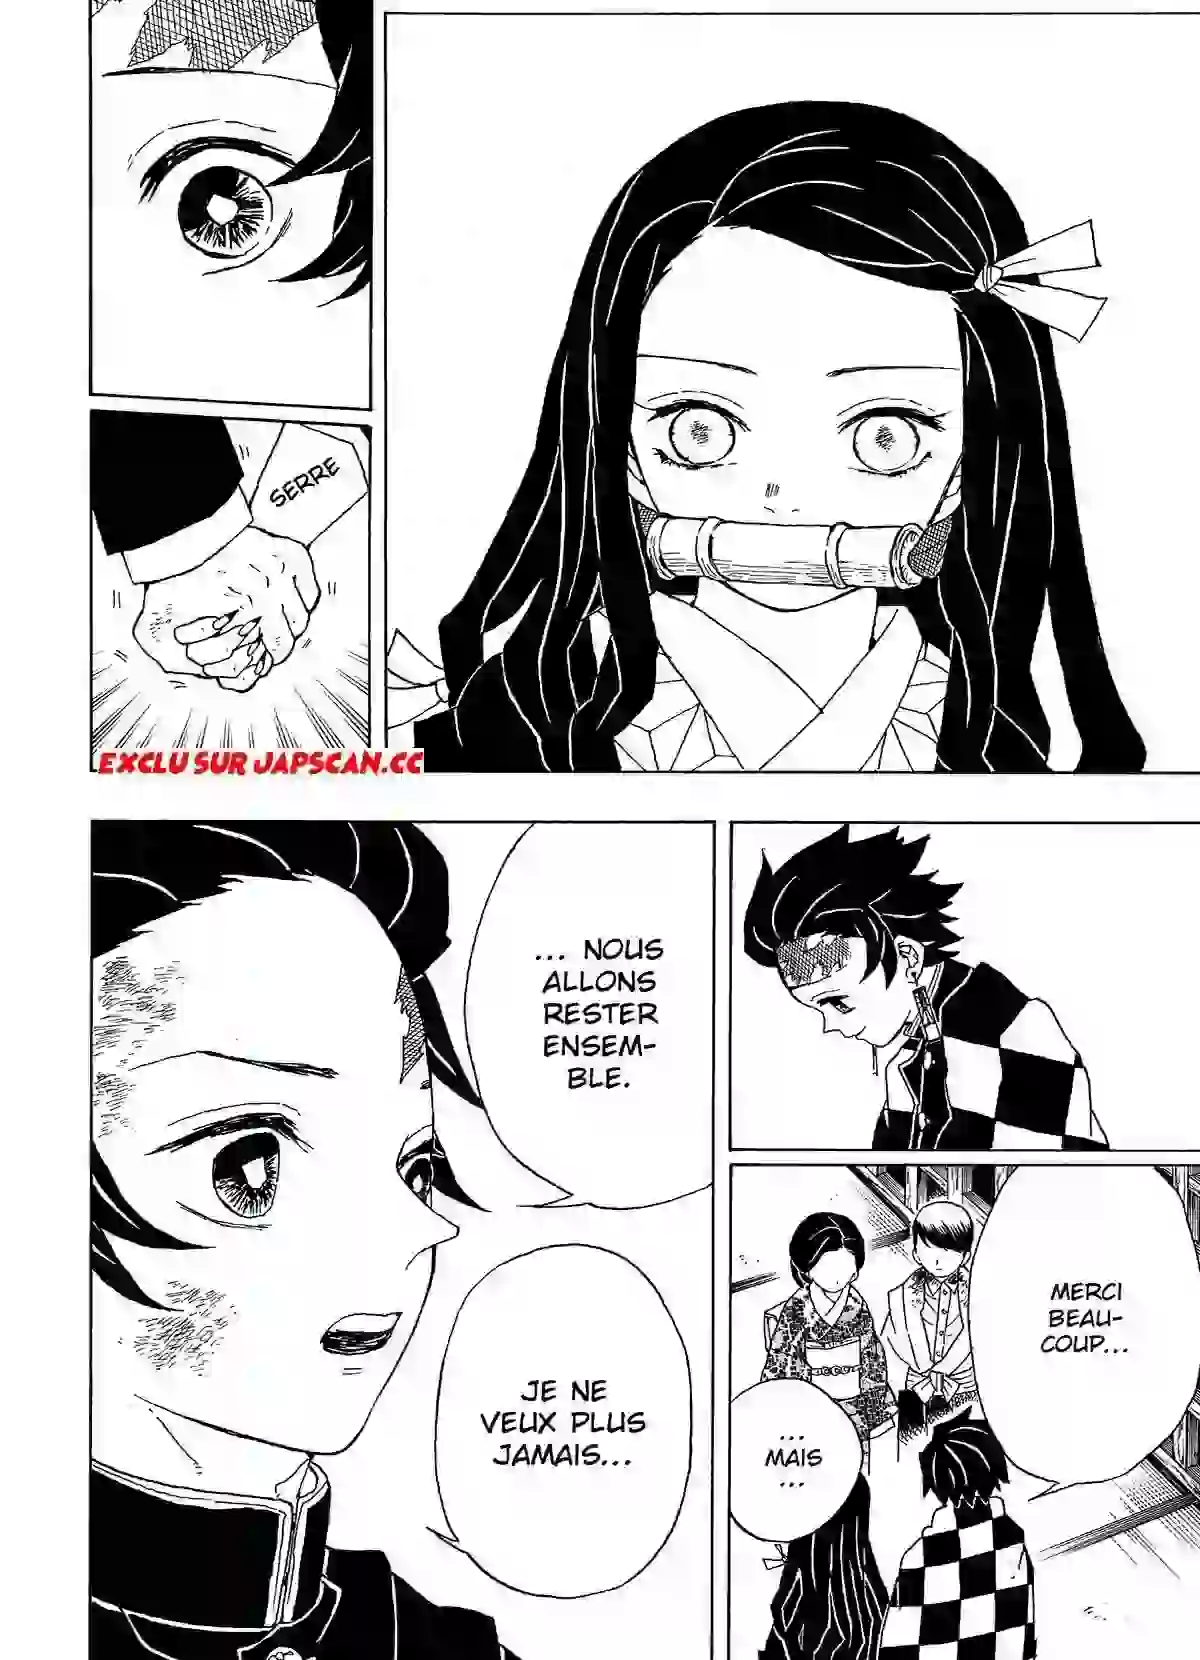 SERRE
EXCLU SUR JAPSCAN.CC
MERCI
BEAU-
COUP...
...
MAIS
...
... NOUS
ALLONS
RESTER
ENSEM-
BLE.
JE NE
VEUX PLUS
JAMAIS...